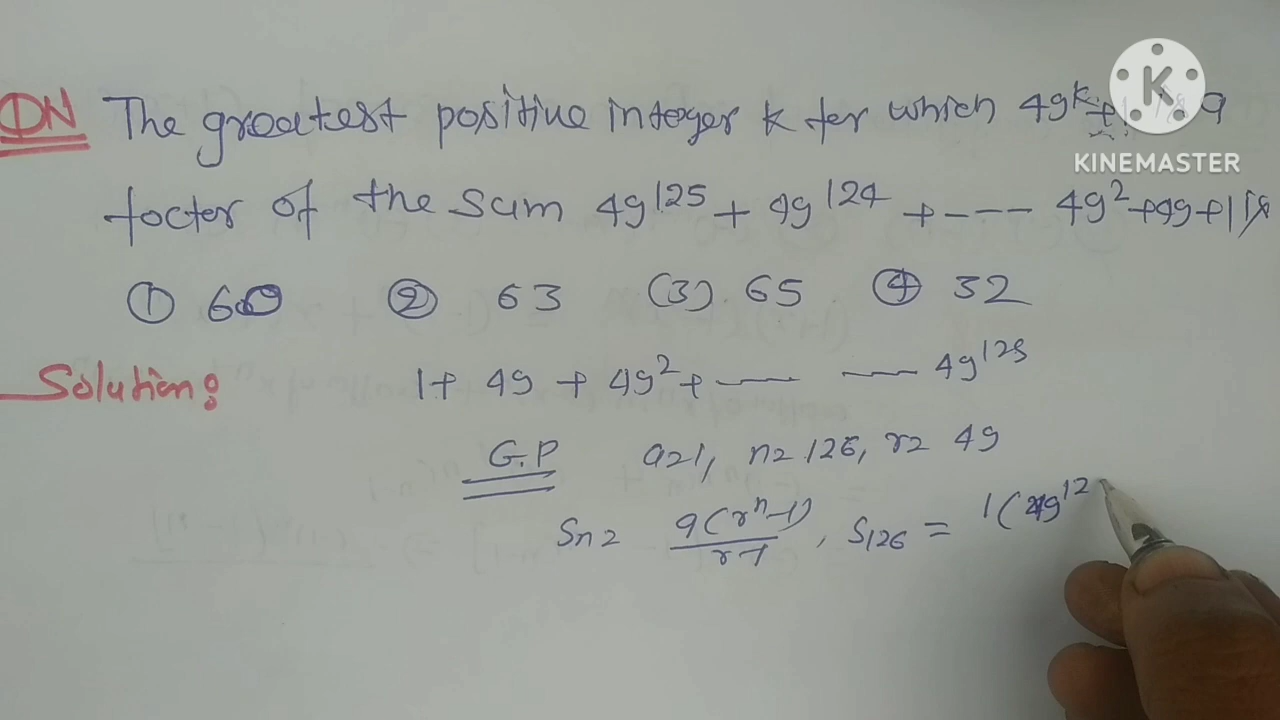 QN The greatest positive integer k for which 49^k+1 is a
K
KINEMASTER
factor of the sum 49^125 + 49^124 + --- 49^2+49+1 is
① 60 ② 63 (3) 65 ④ 32
Solution: 1+ 49 + 49^2 + --- --- 49^125
G.P a=1, n=126, r= 49
Sn= a(r^n-1)/r-1, S126 = 1(49^12